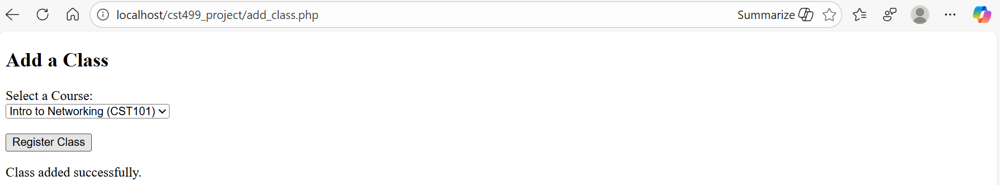 localhost/cst499_project/add_class.php
Summarize
Add a Class
Select a Course:
Intro to Networking (CST101)
Register Class
Class added successfully.